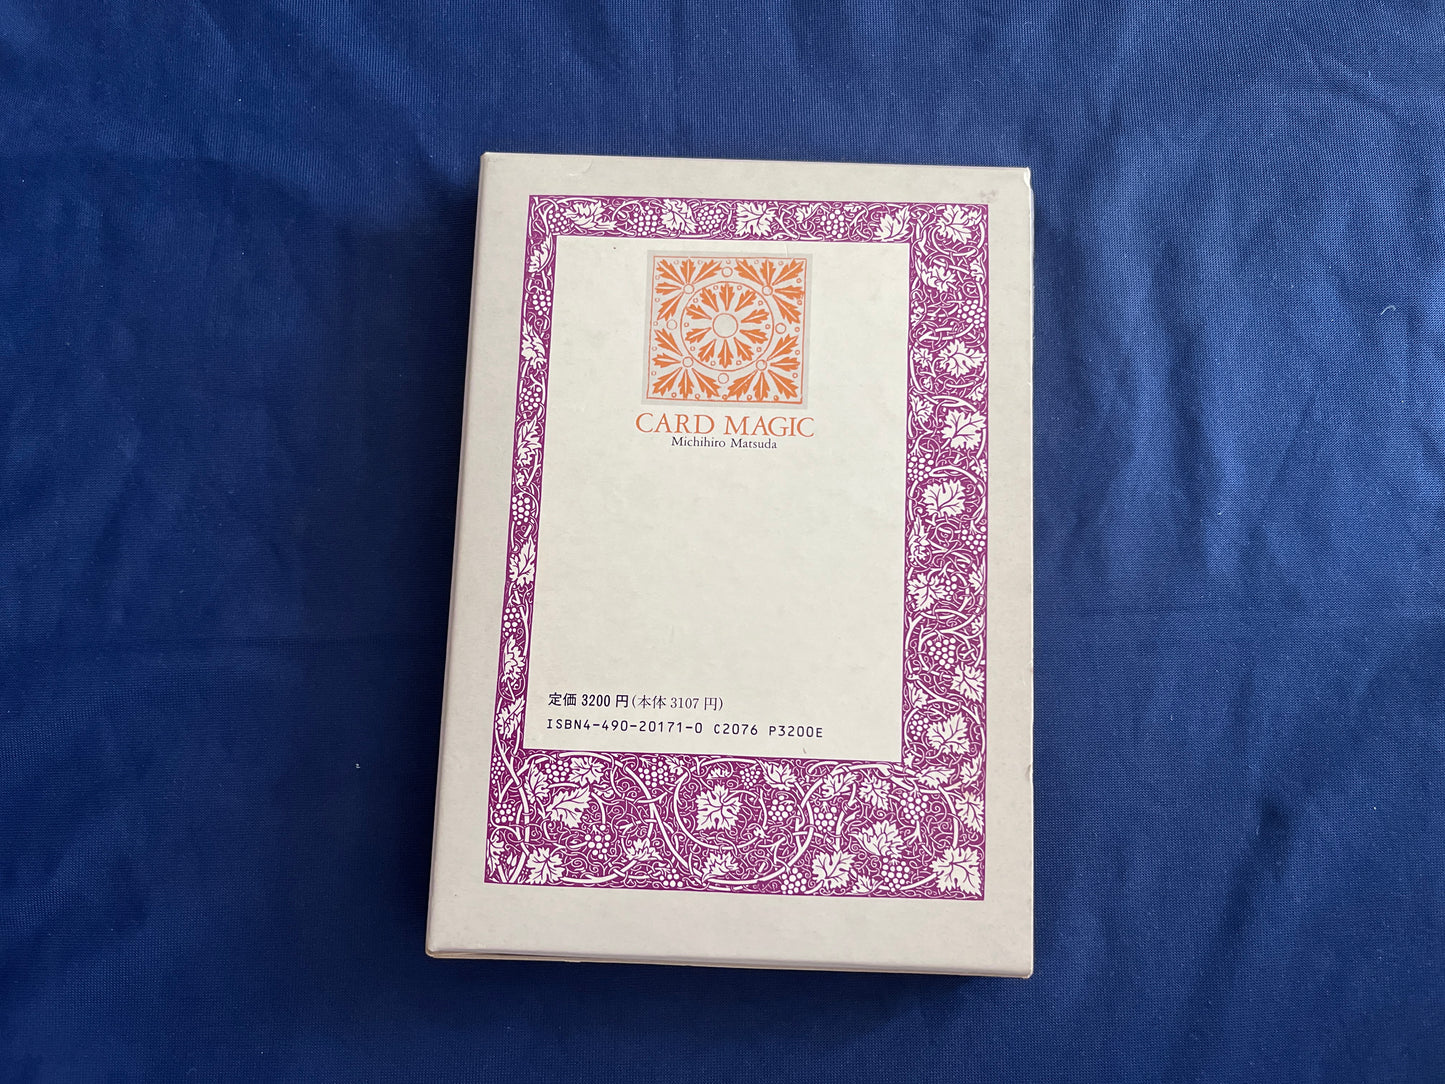 CARD MAGIC
Michihiro Matsuda
定価 3200 円(本体 3107 円)
ISBN4-490-20171-0 C2076 P3200E